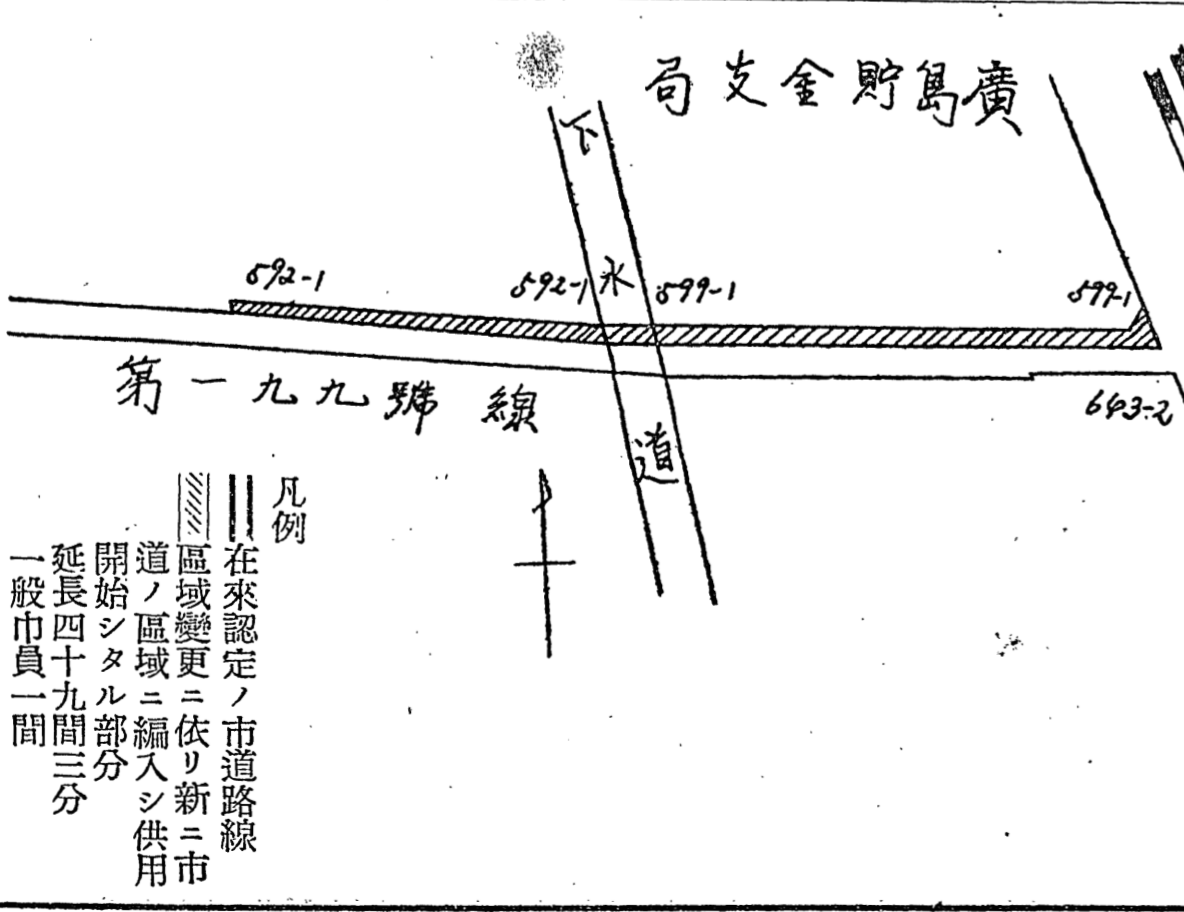 廣島貯金支局
下水道
592-1
592-1
599-1
599-1
第一九九號線
643-2
凡例
在來認定ノ市道路線
區域變更ニ依リ新ニ市
道ノ區域ニ編入シ供用
開始シタル部分
延長四十九間三分
一般巾員一間